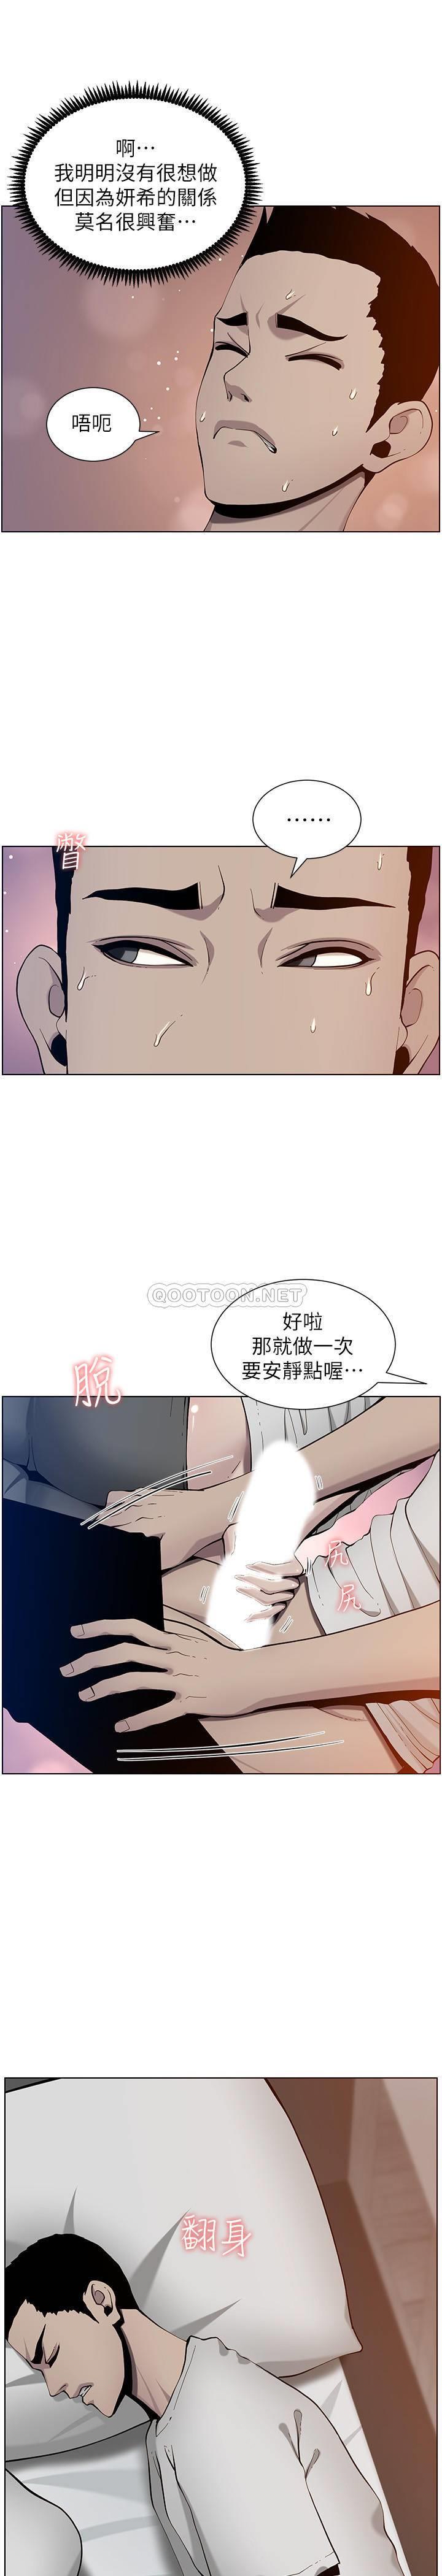 啊…
我明明沒有很想做
但因為妍希的關係
莫名很興奮…
唔呃
……
瞥
QOOTOON.NET
好啦
那就做一次
要安靜點喔…
脫
尻
尻
翻身